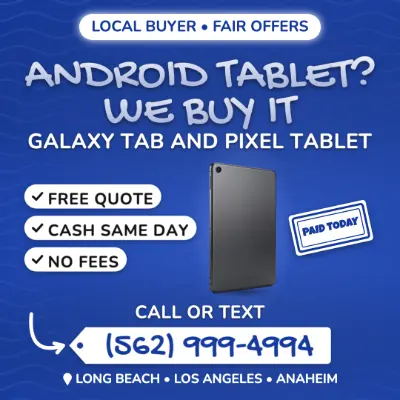 LOCAL BUYER • FAIR OFFERS
ANDROID TABLET?
WE BUY IT
GALAXY TAB AND PIXEL TABLET
✓ FREE QUOTE
✓ CASH SAME DAY
✓ NO FEES
PAID TODAY
CALL OR TEXT
(562) 999-4994
LONG BEACH • LOS ANGELES • ANAHEIM